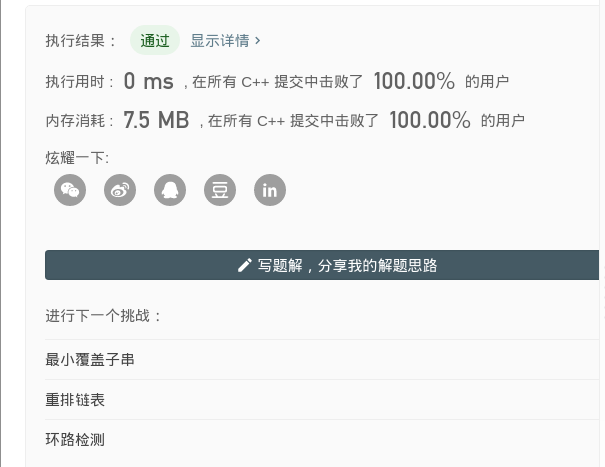 执行结果： 通过 显示详情 >
执行用时： 0 ms , 在所有 C++ 提交中击败了 100.00% 的用户
内存消耗： 7.5 MB , 在所有 C++ 提交中击败了 100.00% 的用户
炫耀一下:
豆 in
写题解，分享我的解题思路
进行下一个挑战：
最小覆盖子串
重排链表
环路检测